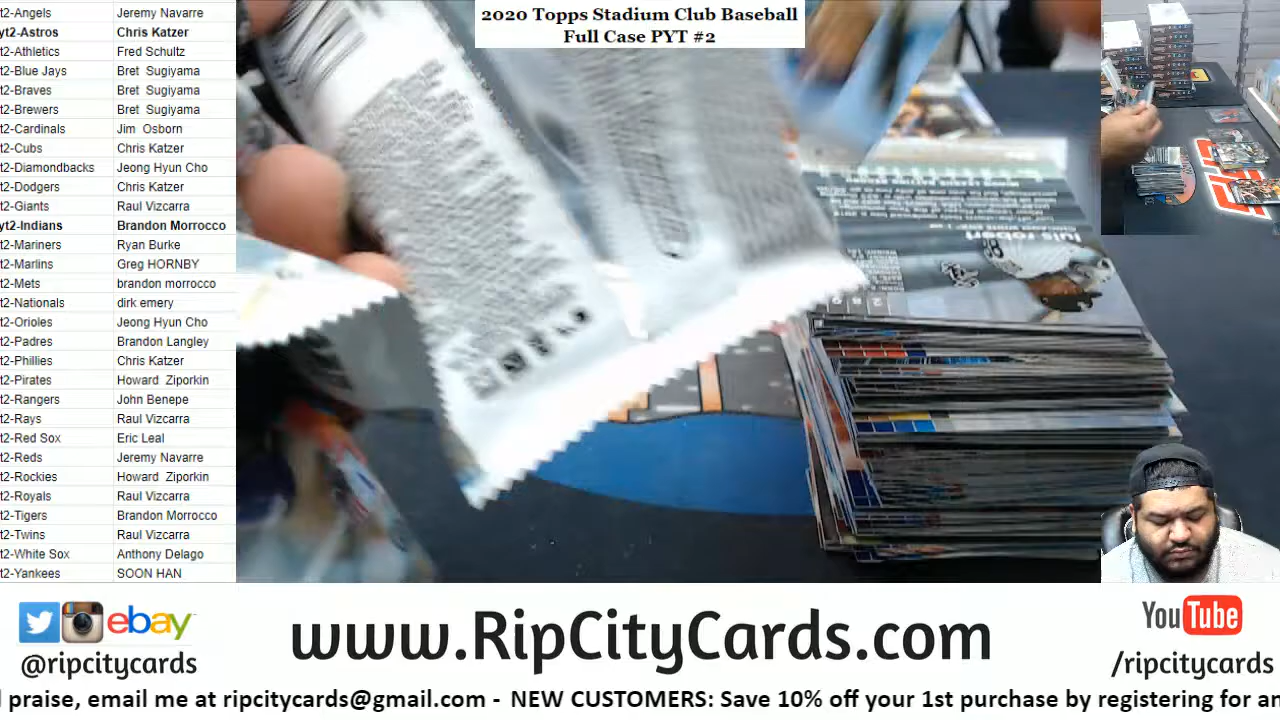 2020 Topps Stadium Club Baseball
Full Case PYT #2
t2-Angels Jeremy Navarre
yt2-Astros Chris Katzer
t2-Athletics Fred Schultz
t2-Blue Jays Bret Sugiyama
t2-Braves Bret Sugiyama
t2-Brewers Bret Sugiyama
t2-Cardinals Jim Osborn
t2-Cubs Chris Katzer
t2-Diamondbacks Jeong Hyun Cho
t2-Dodgers Chris Katzer
t2-Giants Raul Vizcarra
yt2-Indians Brandon Morrocco
t2-Mariners Ryan Burke
t2-Marlins Greg HORNBY
t2-Mets brandon morrocco
t2-Nationals dirk emery
t2-Orioles Jeong Hyun Cho
t2-Padres Brandon Langley
t2-Phillies Chris Katzer
t2-Pirates Howard Ziporkin
t2-Rangers John Benepe
t2-Rays Raul Vizcarra
t2-Red Sox Eric Leal
t2-Reds Jeremy Navarre
t2-Rockies Howard Ziporkin
t2-Royals Raul Vizcarra
t2-Tigers Brandon Morrocco
t2-Twins Raul Vizcarra
t2-White Sox Anthony Delago
t2-Yankees SOON HAN
luis robert
88
ebay
@ripcitycards
www.RipCityCards.com
YouTube
/ripcitycards
l praise, email me at ripcitycards@gmail.com - NEW CUSTOMERS: Save 10% off your 1st purchase by registering for an